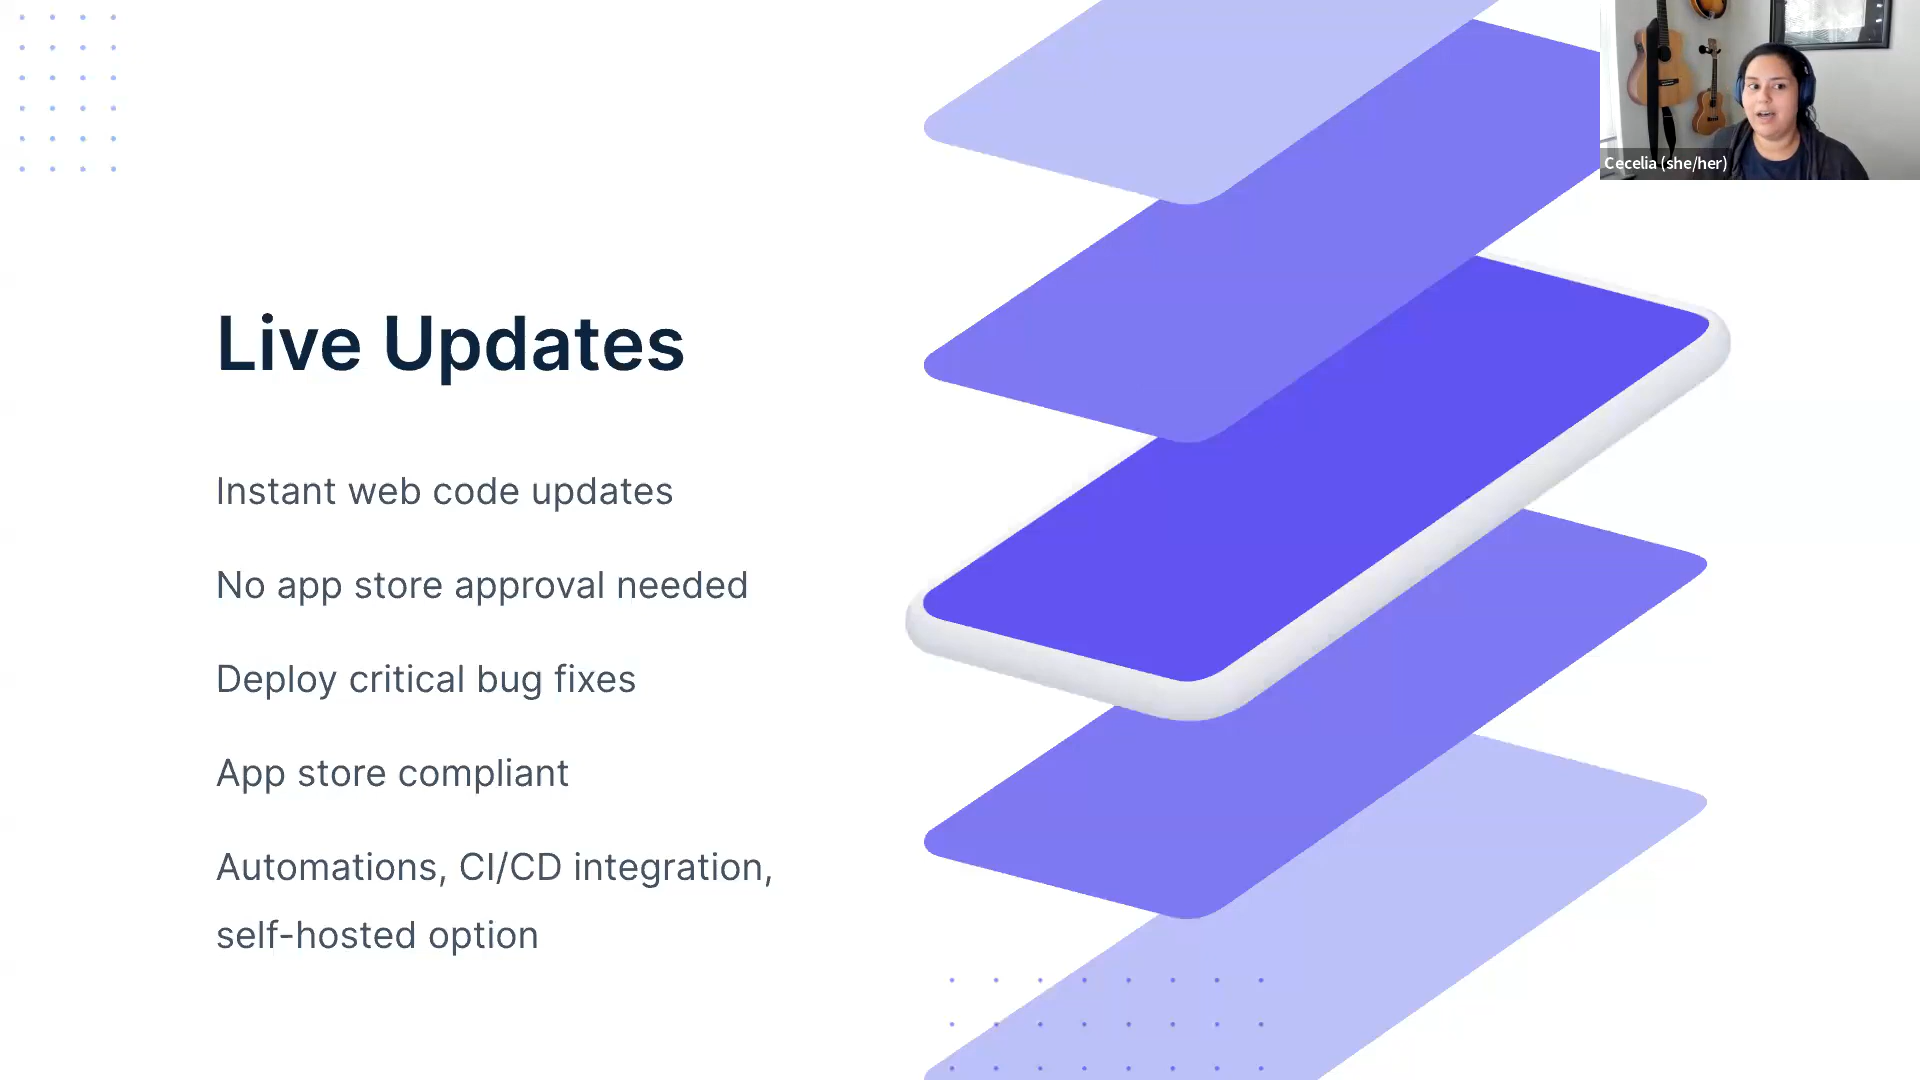 Cecelia (she/her)
Live Updates
Instant web code updates
No app store approval needed
Deploy critical bug fixes
App store compliant
Automations, CI/CD integration,
self-hosted option